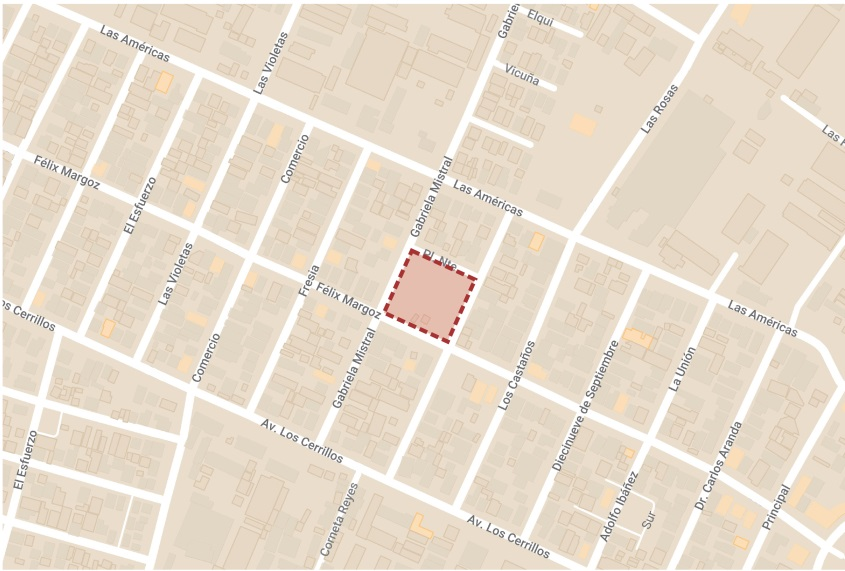 Gabrie
Elqui
Las Américas
Las Violetas
Vicuña
Las Rosas
Las
Félix Margoz
Comercio
Gabriela Mistral
Las Américas
El Esfuerzo
Las Violetas
Pl. Nte
Fresia
Félix Margoz
os Cerrillos
Las Américas
Comercio
Gabriela Mistral
Los Castaños
Diecinueve de Septiembre
La Unión
Av. Los Cerrillos
El Esfuerzo
Dr. Carlos Aranda
Corneta Reyes
Av. Los Cerrillos
Adolfo Ibáñez
Sur
Principal